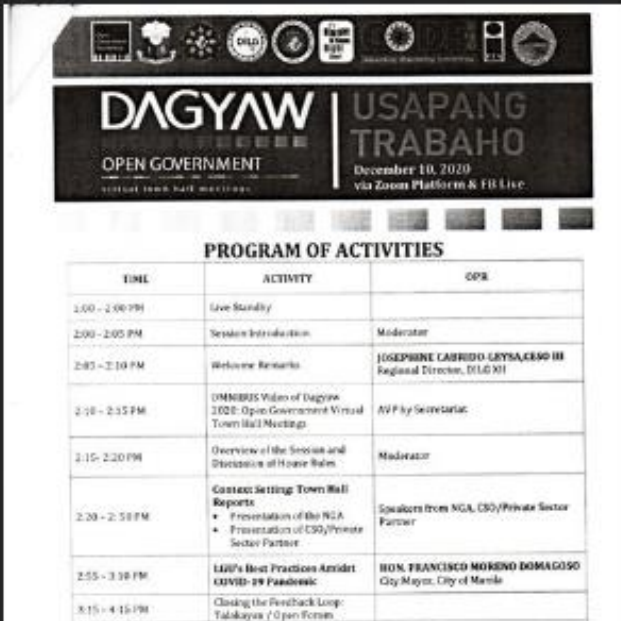 DAGYAW
OPEN GOVERNMENT
virtual town hall meetings
USAPANG
TRABAHO
December 10, 2020
via Zoom Platform & FB Live
PROGRAM OF ACTIVITIES
TIME ACTIVITY OPR
1:00 - 2:00 PM Live Standby
2:00 - 2:05 PM Session Introduction Moderator
2:05 - 2:10 PM Welcome Remarks JOSEPHINE CABRIDO-LEYSA,CESO III
Regional Director, DILG XII
2:10 - 2:15 PM OMNIBUS Video of Dagyaw
2020: Open Government Virtual
Town Hall Meetings
AVP by Secretariat
2:15- 2:20 PM Overview of the Session and
Discussion of House Rules
Moderator
2:20 - 2:50 PM Context Setting: Town Hall
Reports
• Presentation of the NGA
• Presentation of CSO/Private
Sector Partner
Speakers from NGA, CSO/Private Sector
Partner
2:55 - 3:10 PM LGU's Best Practices Amidst
COVID-19 Pandemic
HON. FRANCISCO MORENO DOMAGOSO
City Mayor, City of Manila
3:15 - 4:15 PM Closing the Feedback Loop:
Talakayan / Open Forum